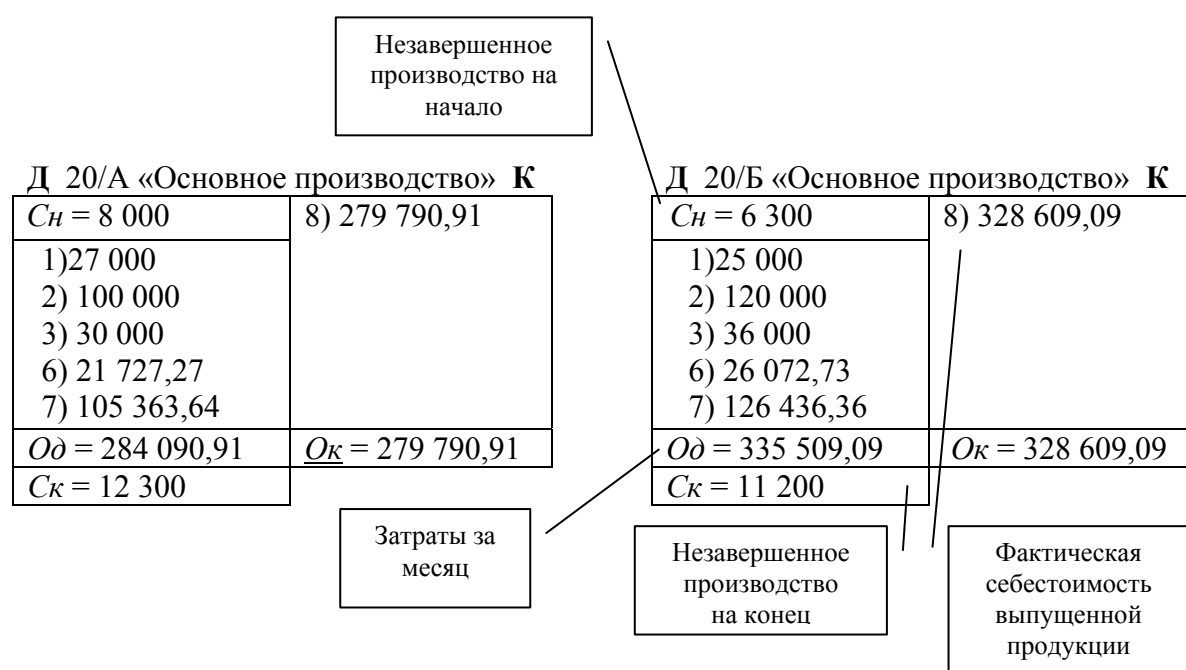 Незавершенное
производство на
начало
Д 20/А «Основное производство» К
Сн = 8 000
8) 279 790,91
1)27 000
2) 100 000
3) 30 000
6) 21 727,27
7) 105 363,64
Од = 284 090,91
Ок = 279 790,91
Ск = 12 300
Д 20/Б «Основное производство» К
Сн = 6 300
8) 328 609,09
1)25 000
2) 120 000
3) 36 000
6) 26 072,73
7) 126 436,36
Од = 335 509,09
Ок = 328 609,09
Ск = 11 200
Затраты за
месяц
Незавершенное
производство
на конец
Фактическая
себестоимость
выпущенной
продукции